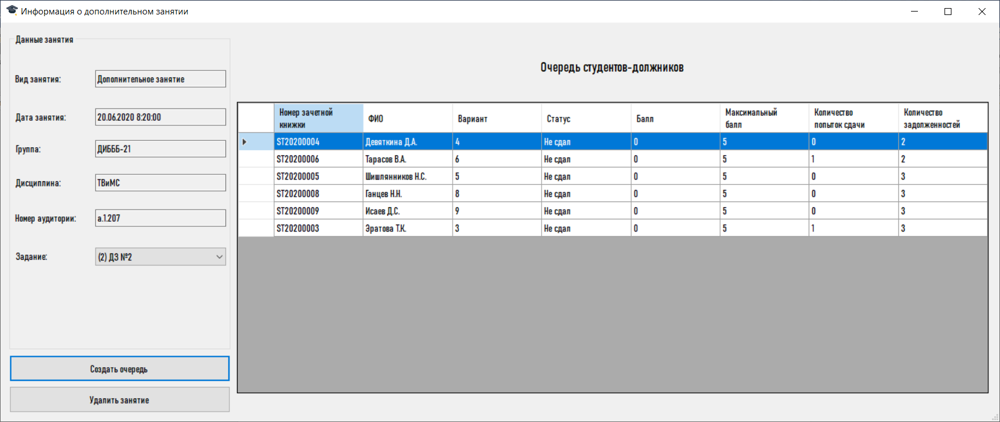 Информация о дополнительном занятии
Данные занятия
Вид занятия: Дополнительное занятие
Дата занятия: 20.06.2020 8:20:00
Группа: ДИБББ-21
Дисциплина: ТВиМС
Номер аудитории: а.1.207
Задание: (2) ДЗ №2
Создать очередь
Удалить занятие
Очередь студентов-должников
Номер зачетной книжки ФИО Вариант Статус Балл Максимальный балл Количество попыток сдачи Количество задолженностей
ST20200004 Девяткина Д.А. 4 Не сдал 0 5 0 2
ST20200006 Тарасов В.А. 6 Не сдал 0 5 1 2
ST20200005 Шишлянников Н.С. 5 Не сдал 0 5 0 3
ST20200008 Ганцев Н.Н. 8 Не сдал 0 5 0 3
ST20200009 Исаев Д.С. 9 Не сдал 0 5 0 3
ST20200003 Эратова Т.К. 3 Не сдал 0 5 1 3